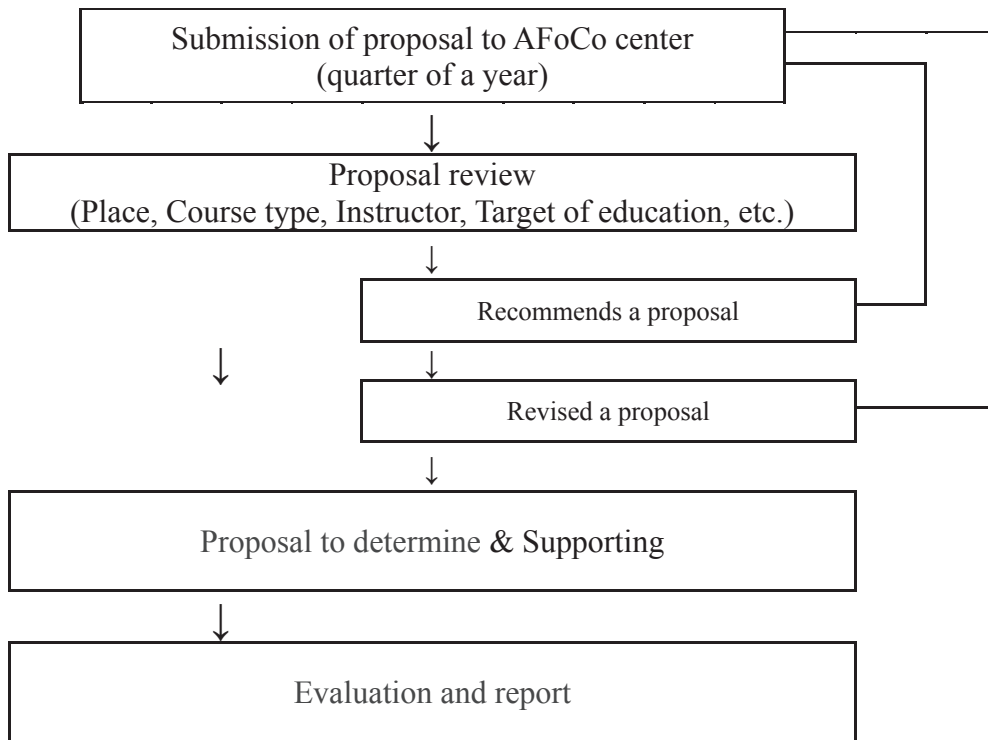 Submission of proposal to AFoCo center
(quarter of a year)
↓
Proposal review
(Place, Course type, Instructor, Target of education, etc.)
↓
Recommends a proposal
↓
↓
Revised a proposal
↓
Proposal to determine & Supporting
↓
Evaluation and report